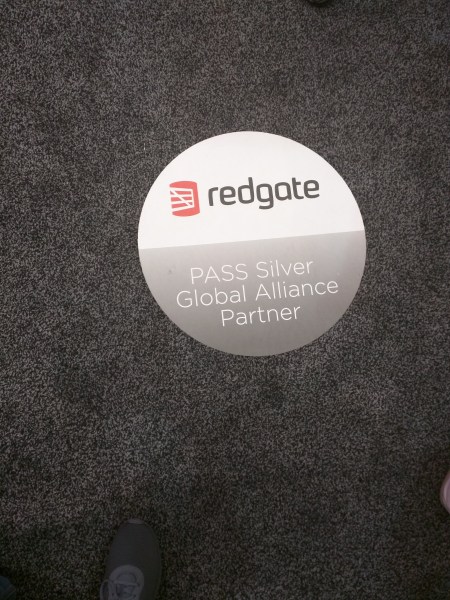 redgate
PASS Silver
Global Alliance
Partner